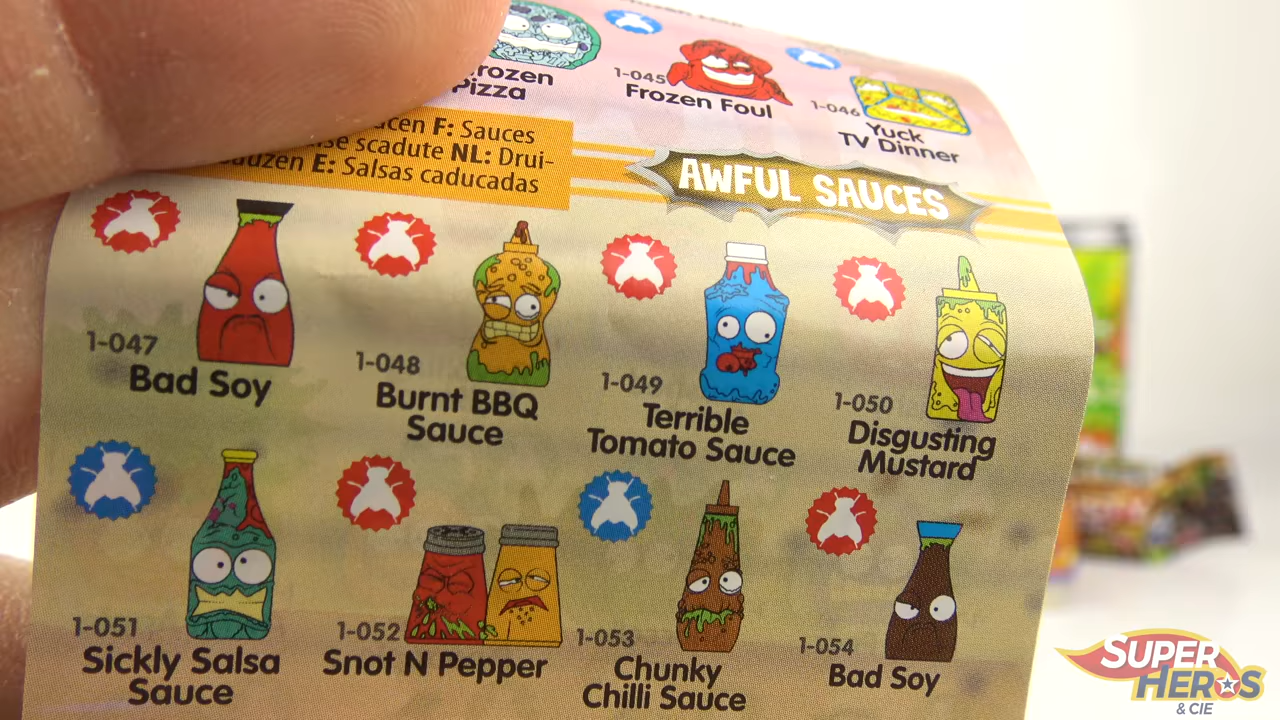 Pizza
1-045
Frozen Foul
1-046
Yuck
TV Dinner
F: Sauces
scadute NL: Drui-
E: Salsas caducadas
AWFUL SAUCES
1-047
Bad Soy
1-048
Burnt BBQ
Sauce
1-049
Terrible
Tomato Sauce
1-050
Disgusting
Mustard
1-051
Sickly Salsa
Sauce
1-052
Snot N Pepper
1-053
Chunky
Chilli Sauce
1-054
Bad Soy
SUPER
HEROS
& CIE